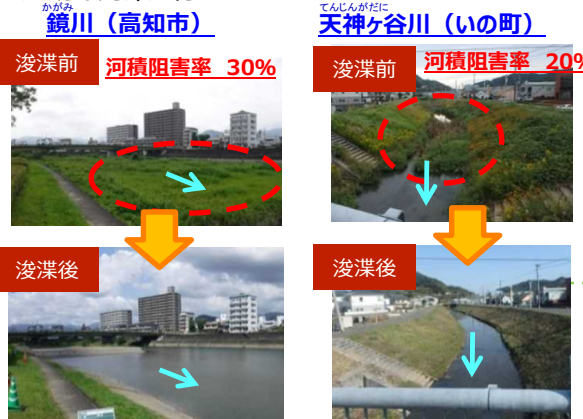 かがみ
鏡川（高知市）
浚渫前
河積阻害率 30%
浚渫後
てんじんがだに
天神ヶ谷川（いの町）
浚渫前
河積阻害率 20%
浚渫後